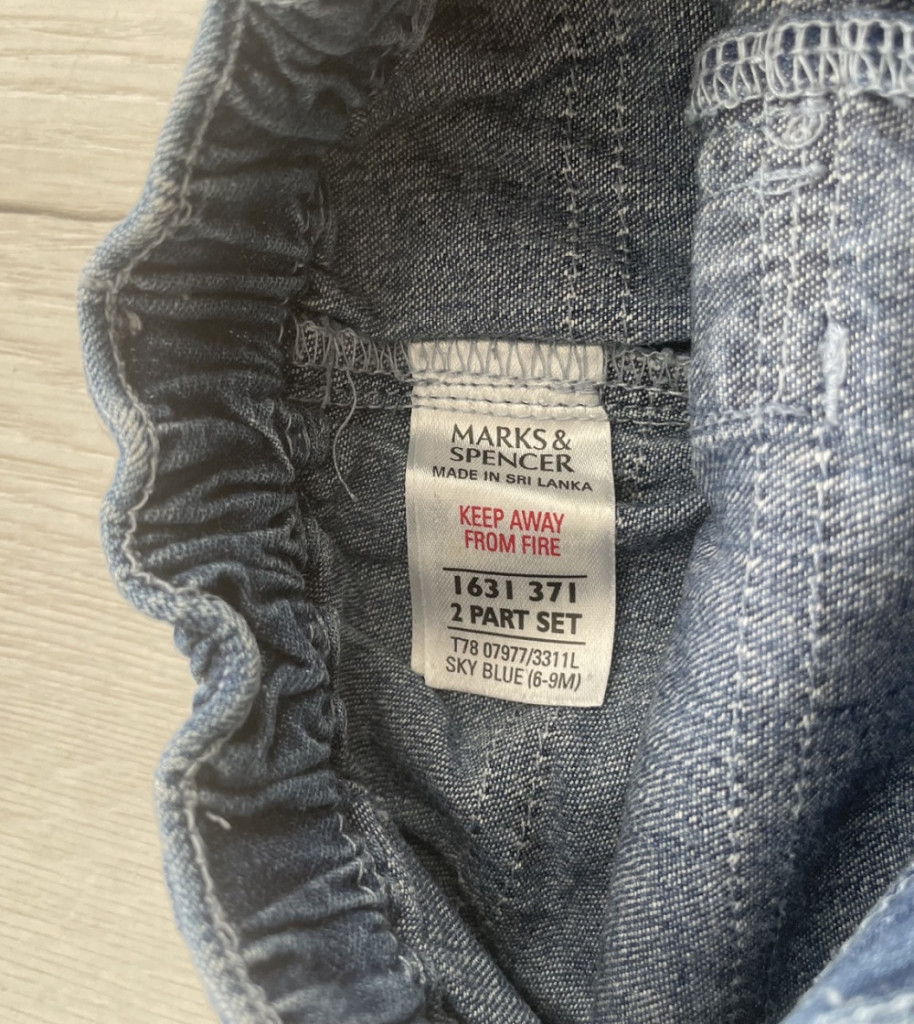 MARKS &
SPENCER
MADE IN SRI LANKA
KEEP AWAY
FROM FIRE
1631 371
2 PART SET
T78 07977/3311L
SKY BLUE (6-9M)